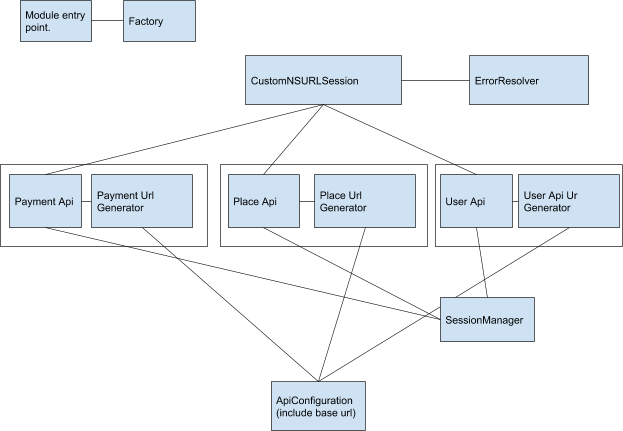 Module entry
point.
Factory
CustomNSURLSession
ErrorResolver
Payment Api
Payment Url
Generator
Place Api
Place Url
Generator
User Api
User Api Ur
Generator
SessionManager
ApiConfiguration
(include base url)